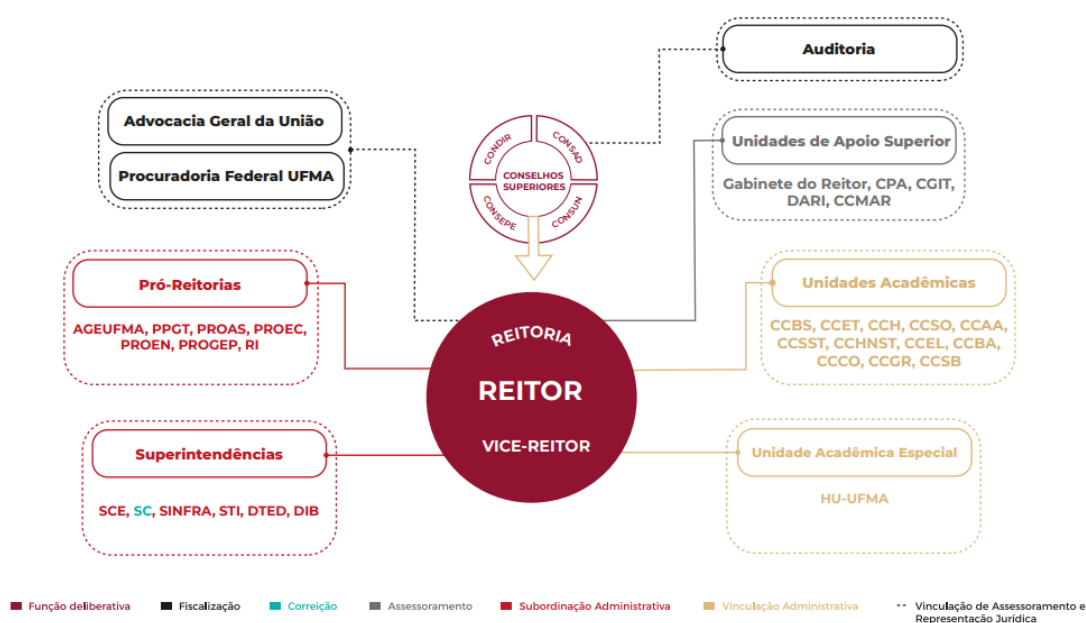 Auditoria
Advocacia Geral da União
Procuradoria Federal UFMA
CONDIR
CONSAD
CONSELHOS
SUPERIORES
CONSEPE
CONSUN
Unidades de Apoio Superior
Gabinete do Reitor, CPA, CGIT,
DARI, CCMAR
Pró-Reitorias
AGEUFMA, PPGT, PROAS, PROEC,
PROEN, PROGEP, RI
Unidades Acadêmicas
CCBS, CCET, CCH, CCSO, CCAA,
CCSST, CCHNST, CCEL, CCBA,
CCCO, CCGR, CCSB
REITORIA
REITOR
VICE-REITOR
Superintendências
SCE, SC, SINFRA, STI, DTED, DIB
Unidade Acadêmica Especial
HU-UFMA
Função deliberativa
Fiscalização
Correição
Assessoramento
Subordinação Administrativa
Vinculação Administrativa
Vinculação de Assessoramento e
Representação Jurídica